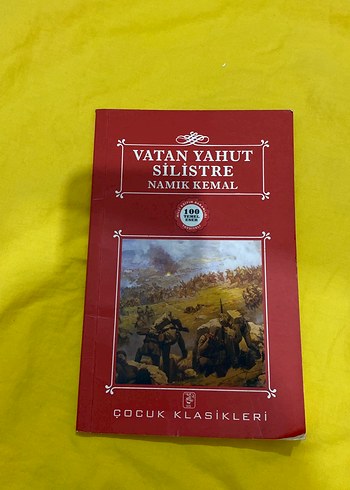 VATAN YAHUT
SİLİSTRE
NAMIK KEMAL
100
TEMEL
ESER
ÇOCUK KLASİKLERİ